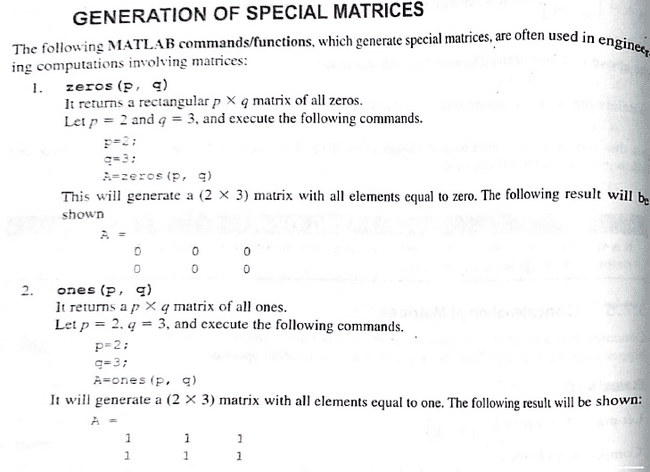 GENERATION OF SPECIAL MATRICES
The following MATLAB commands/functions, which generate special matrices, are often used in engineer-
ing computations involving matrices:
1. zeros (p, q)
It returns a rectangular p × q matrix of all zeros.
Let p = 2 and q = 3, and execute the following commands.
p=2;
q=3;
A=zeros (p, q)
This will generate a (2 × 3) matrix with all elements equal to zero. The following result will be
shown
A =
0 0 0
0 0 0
2. ones (p, q)
It returns a p × q matrix of all ones.
Let p = 2, q = 3, and execute the following commands.
p=2;
q=3;
A=ones (p, q)
It will generate a (2 × 3) matrix with all elements equal to one. The following result will be shown:
A =
1 1 1
1 1 1